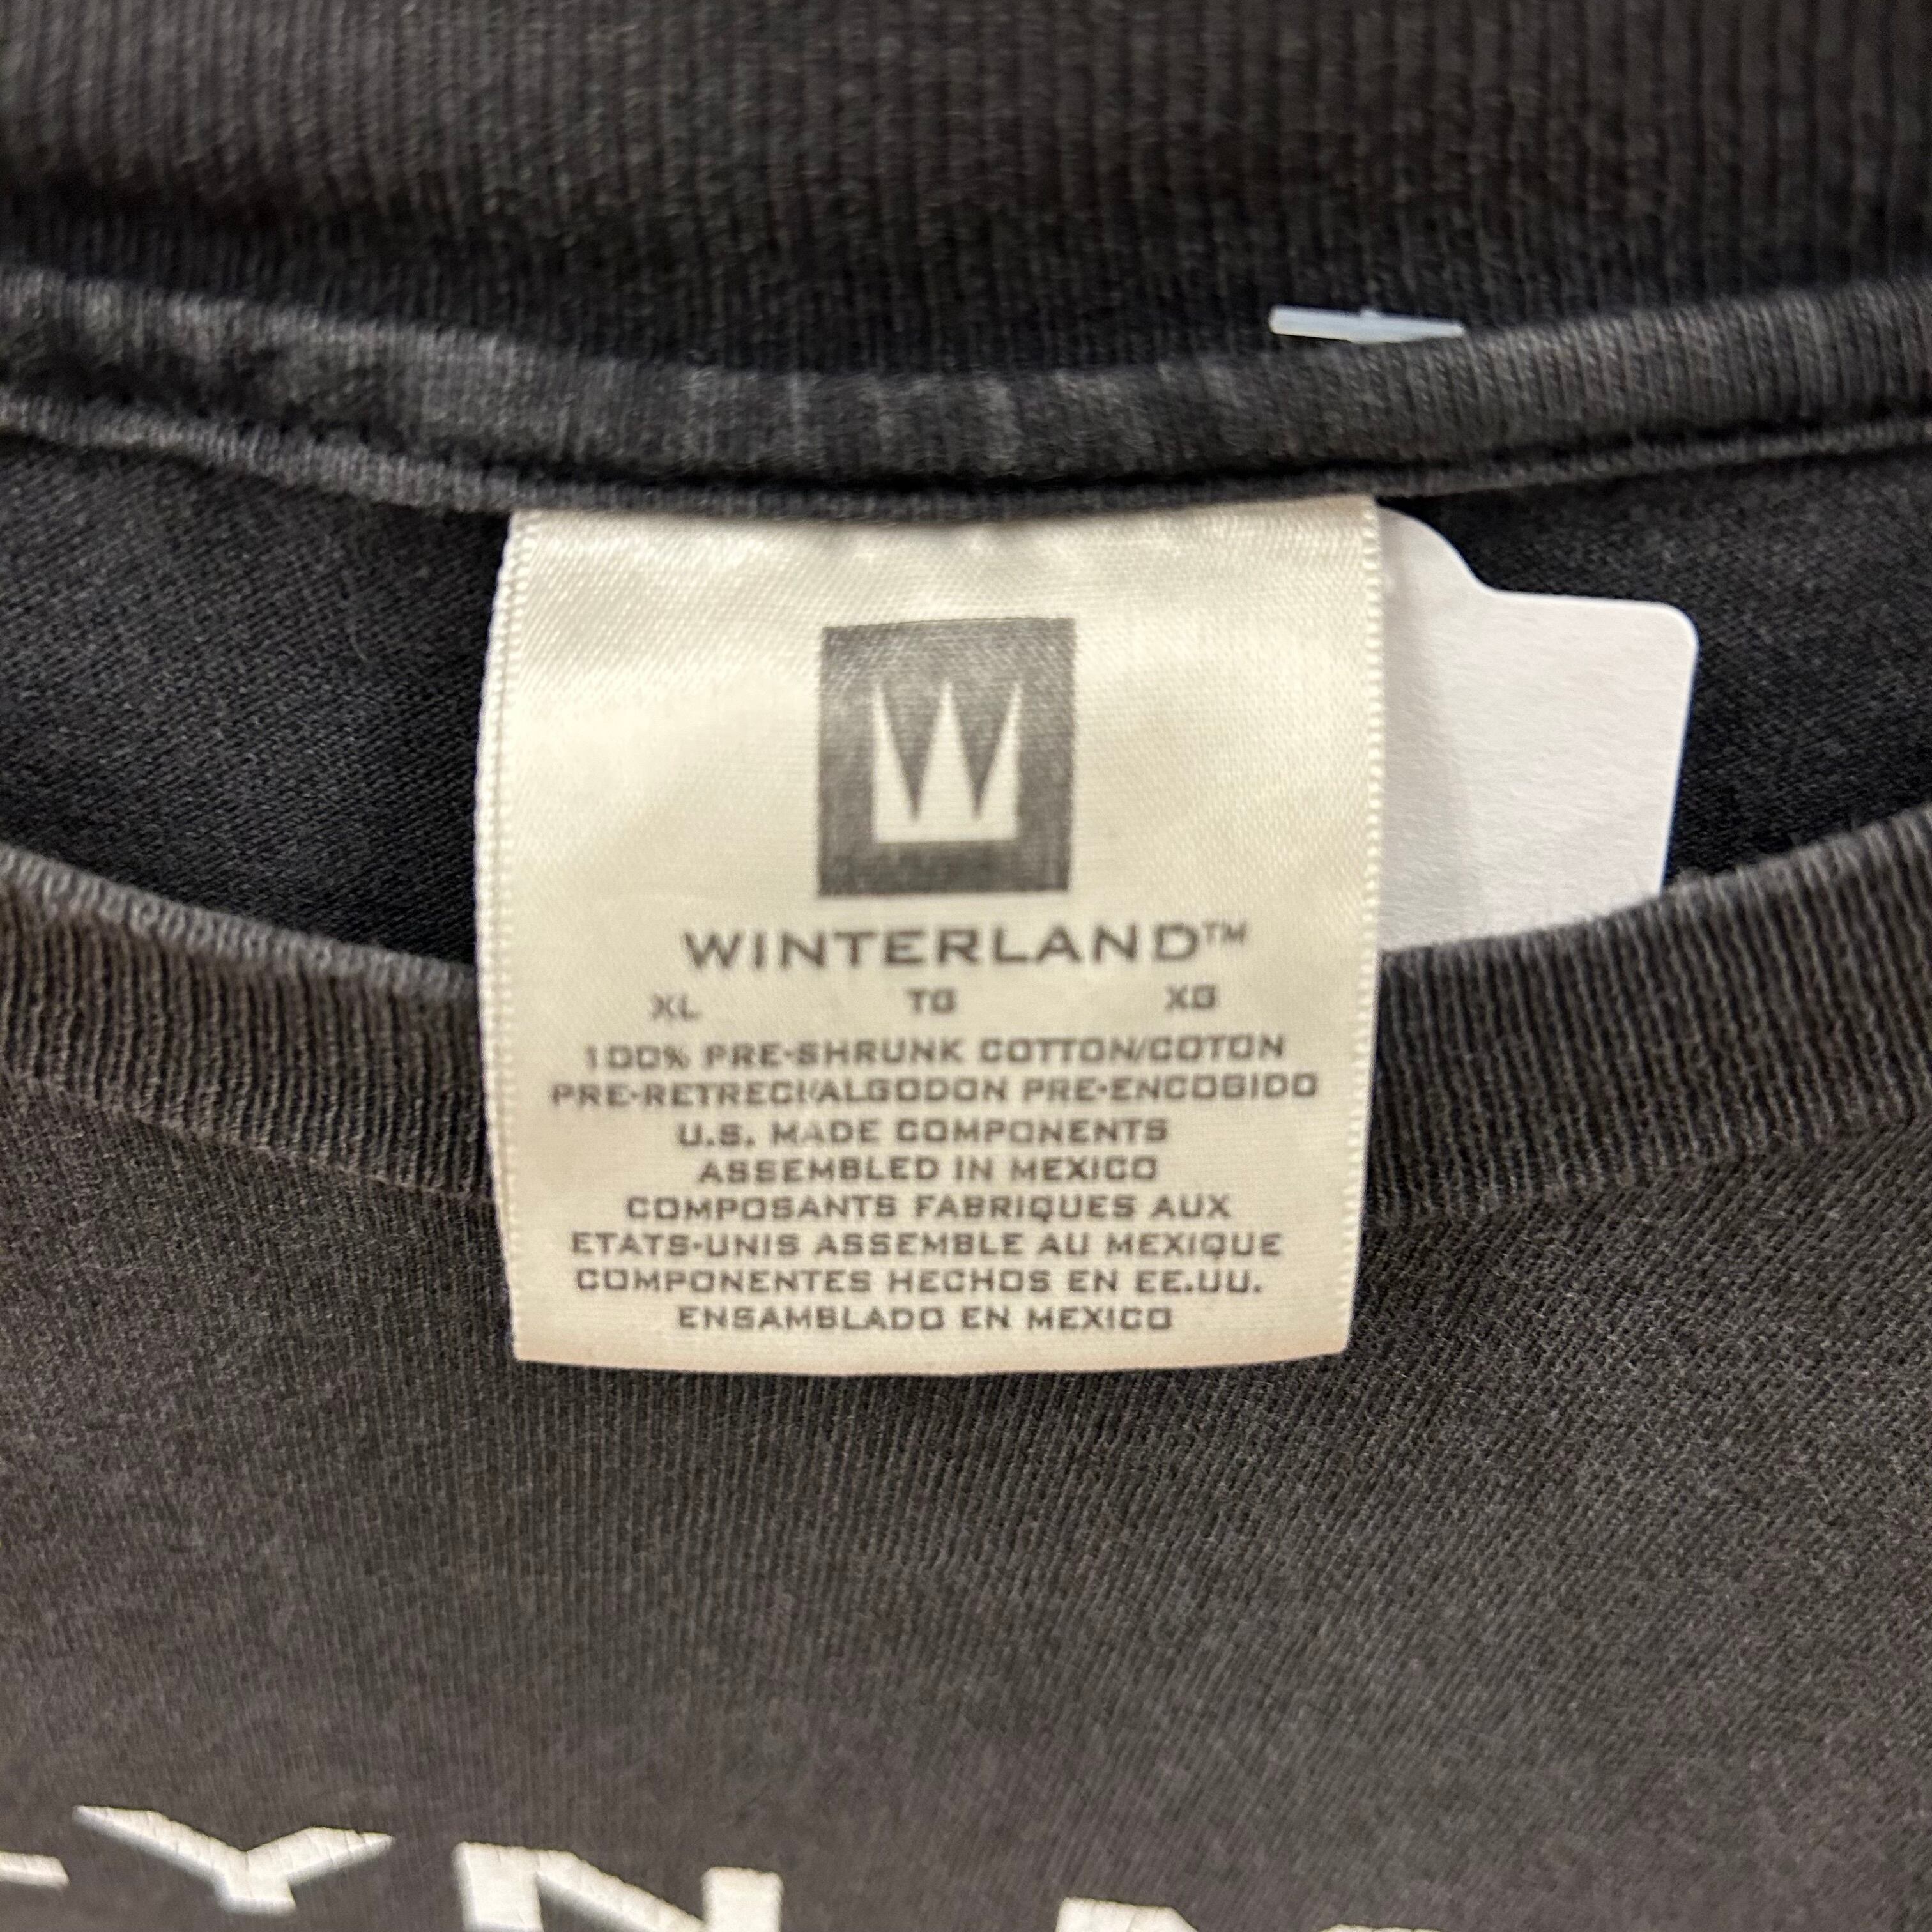 W
WINTERLAND™
XL TG XG
100% PRE-SHRUNK COTTON/COTON
PRE-RETRECI/ALGODON PRE-ENCOGIDO
U.S. MADE COMPONENTS
ASSEMBLED IN MEXICO
COMPOSANTS FABRIQUES AUX
ETATS-UNIS ASSEMBLE AU MEXIQUE
COMPONENTES HECHOS EN EE.UU.
ENSAMBLADO EN MEXICO